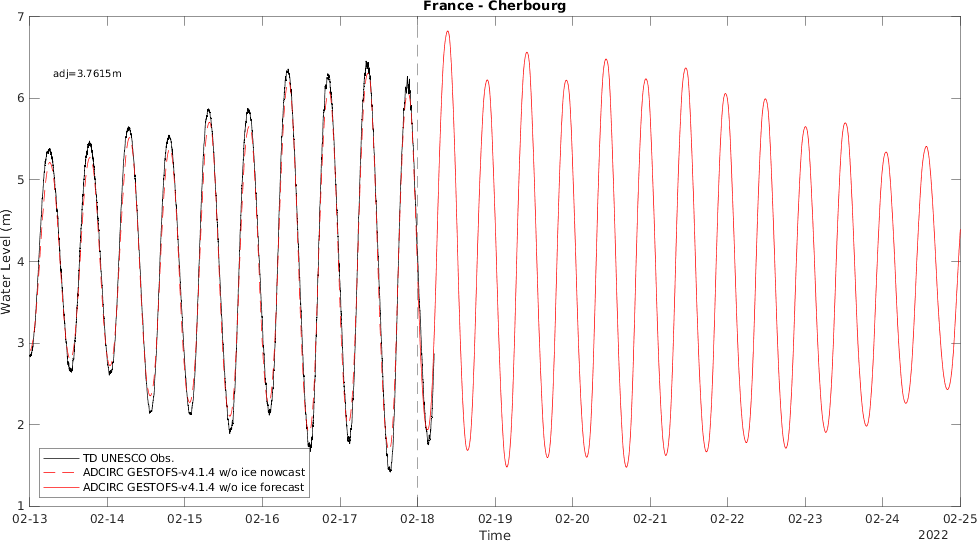 France - Cherbourg
adj=3.7615m
7
6
5
4
3
2
1
Water Level (m)
TD UNESCO Obs.
ADCIRC GESTOFS-v4.1.4 w/o ice nowcast
ADCIRC GESTOFS-v4.1.4 w/o ice forecast
02-13 02-14 02-15 02-16 02-17 02-18 02-19 02-20 02-21 02-22 02-23 02-24 02-25
Time
2022